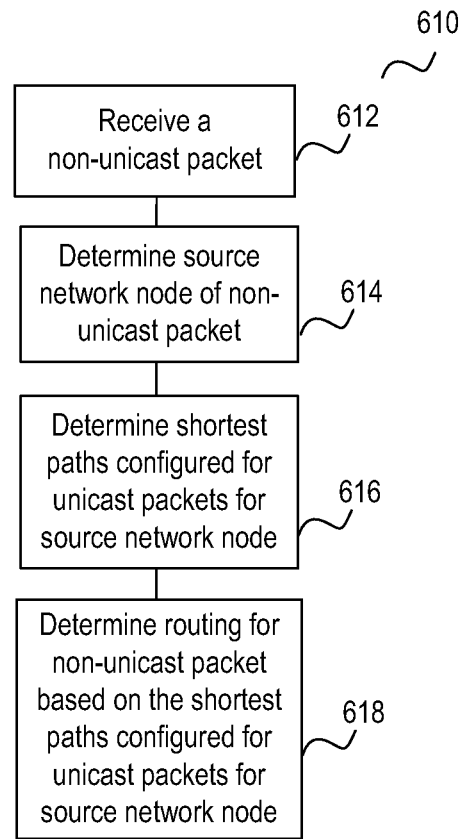 610
Receive a
non-unicast packet
612
Determine source
network node of non-
unicast packet
614
Determine shortest
paths configured for
unicast packets for
source network node
616
Determine routing for
non-unicast packet
based on the shortest
paths configured for
unicast packets for
source network node
618